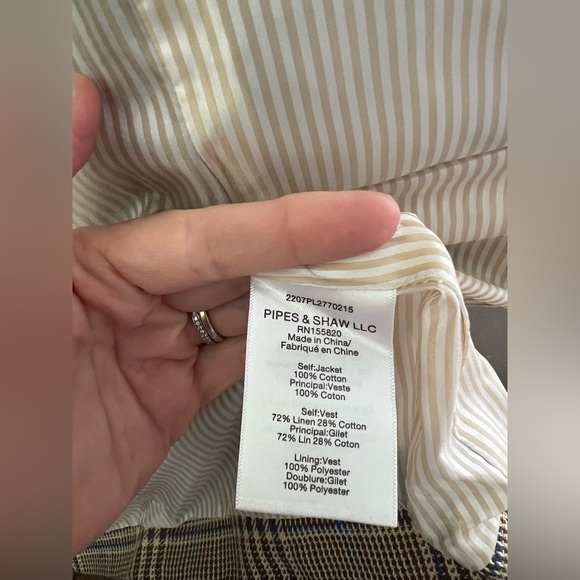 2207PL2770215
PIPES & SHAW LLC
RN155820
Made in China/
Fabriqué en Chine
Self:Jacket
100% Cotton
Principal:Veste
100% Coton
Self:Vest
72% Linen 28% Cotton
Principal:Gilet
72% Lin 28% Coton
Lining:Vest
100% Polyester
Doublure:Gilet
100% Polyester